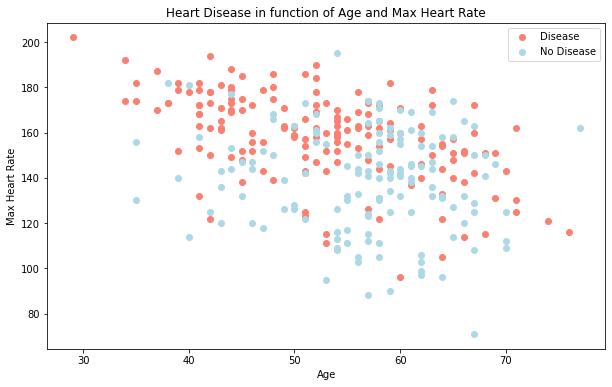 Heart Disease in function of Age and Max Heart Rate
Disease
No Disease
200
180
160
140
120
100
80
Max Heart Rate
30
40
50
60
70
Age